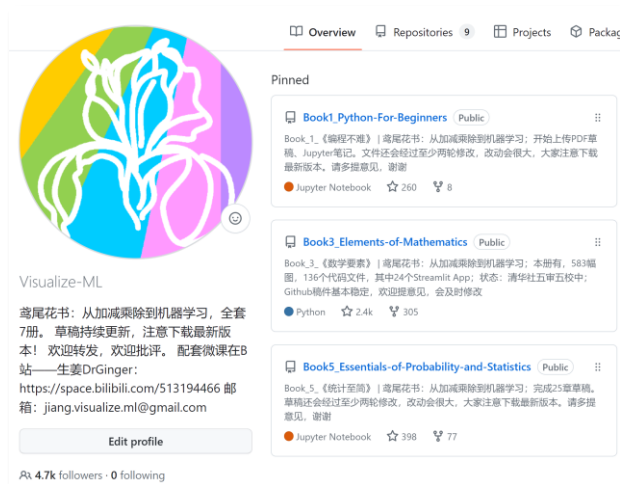 Overview
Repositories 9
Projects
Packag
Pinned
Book1_Python-For-Beginners Public
Book_1_《编程不难》 | 鸢尾花书：从加减乘除到机器学习；开始上传PDF草
稿、Jupyter笔记。文件还会经过至少两轮修改，改动会很大，大家注意下载
最新版本。请多提意见，谢谢
Jupyter Notebook 260 8
Book3_Elements-of-Mathematics Public
Book_3_《数学要素》 | 鸢尾花书：从加减乘除到机器学习；本册有，583幅
图，136个代码文件，其中24个Streamlit App；状态：清华社五审五校中；
Github稿件基本稳定，欢迎提意见，会及时修改
Python 2.4k 305
Book5_Essentials-of-Probability-and-Statistics Public
Book_5_《统计至简》 | 鸢尾花书：从加减乘除到机器学习；完成25章草稿。
草稿还会经过至少两轮修改，改动会很大，大家注意下载最新版本。请多提
意见，谢谢
Jupyter Notebook 398 77
Visualize-ML
鸢尾花书：从加减乘除到机器学习，全套
7册。 草稿持续更新，注意下载最新版
本！ 欢迎转发，欢迎批评。 配套微课在B
站——生姜DrGinger：
https://space.bilibili.com/513194466 邮
箱：jiang.visualize.ml@gmail.com
Edit profile
4.7k followers · 0 following